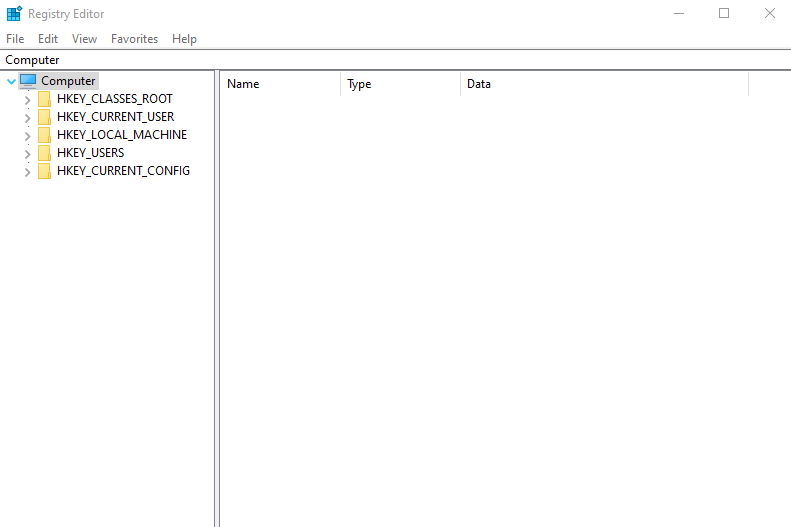 Registry Editor
File Edit View Favorites Help
Computer
Computer
HKEY_CLASSES_ROOT
HKEY_CURRENT_USER
HKEY_LOCAL_MACHINE
HKEY_USERS
HKEY_CURRENT_CONFIG
Name Type Data